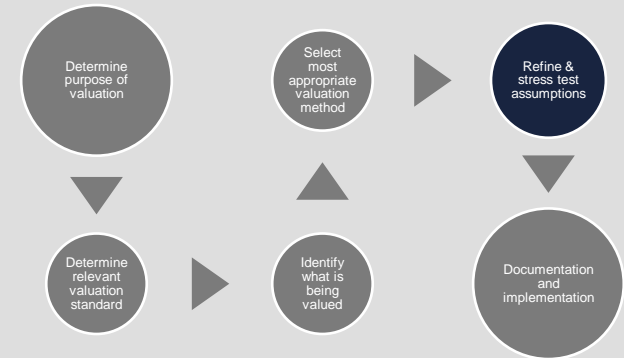 Determine
purpose of
valuation
Determine
relevant
valuation
standard
Identify
what is
being
valued
Select
most
appropriate
valuation
method
Refine &
stress test
assumptions
Documentation
and
implementation